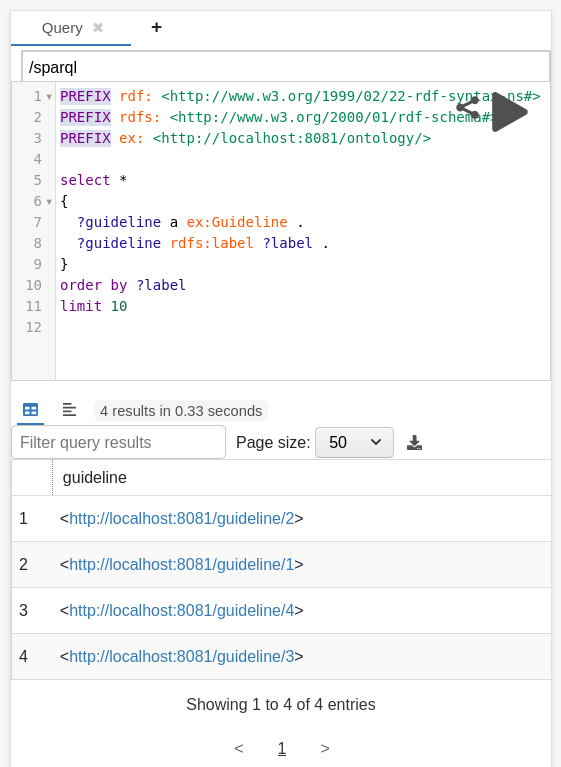 Query ✖ +
/sparql
1 PREFIX rdf: <http://www.w3.org/1999/02/22-rdf-syntax-ns#>
2 PREFIX rdfs: <http://www.w3.org/2000/01/rdf-schema#>
3 PREFIX ex: <http://localhost:8081/ontology/>
4
5 select *
6 {
7 ?guideline a ex:Guideline .
8 ?guideline rdfs:label ?label .
9 }
10 order by ?label
11 limit 10
12
4 results in 0.33 seconds
Filter query results Page size: 50
guideline
1 <http://localhost:8081/guideline/2>
2 <http://localhost:8081/guideline/1>
3 <http://localhost:8081/guideline/4>
4 <http://localhost:8081/guideline/3>
Showing 1 to 4 of 4 entries
< 1 >